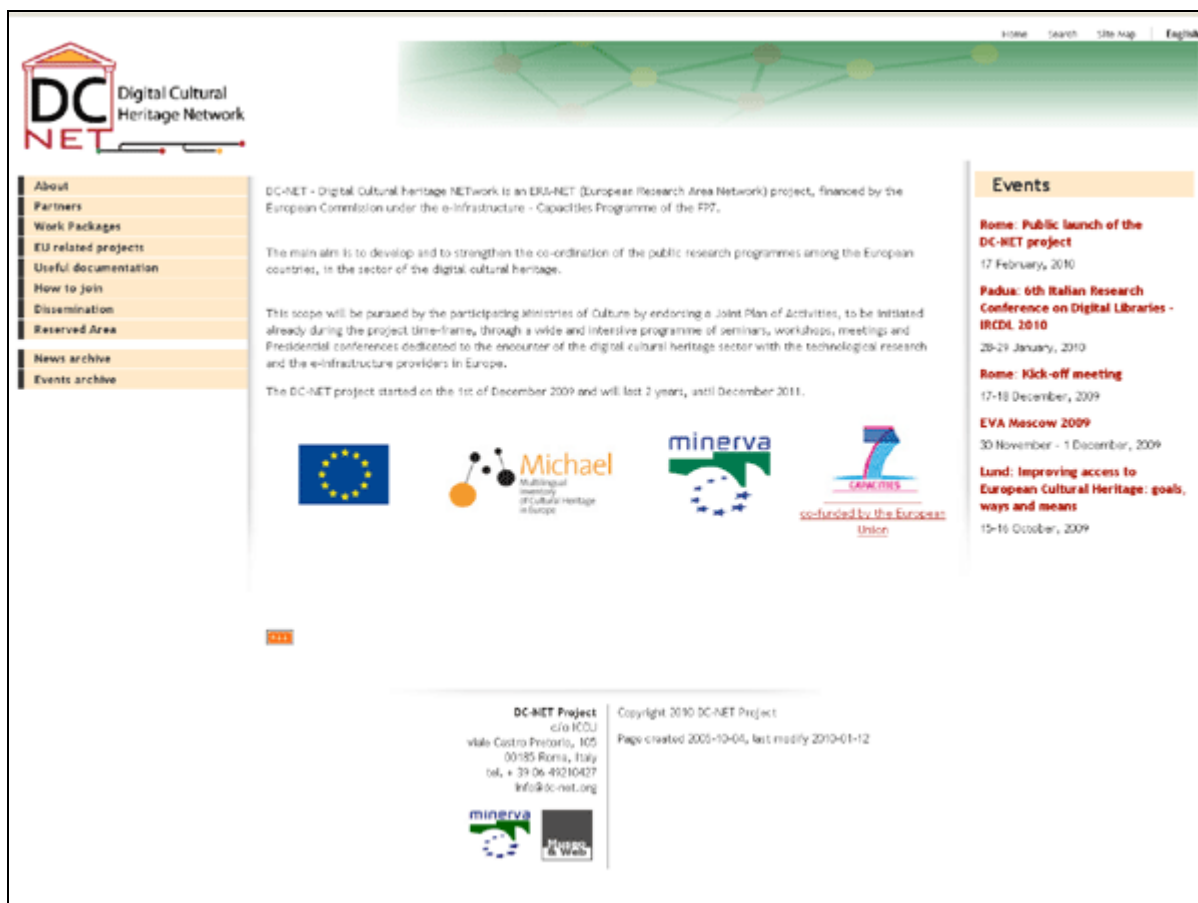 Home Search Site Map English
DC
NET
Digital Cultural
Heritage Network
About
Partners
Work Packages
EU related projects
Useful documentation
How to join
Dissemination
Reserved Area
News archive
Events archive
DC-NET - Digital Cultural heritage NETwork is an ERA-NET (European Research Area Network) project, financed by the
European Commission under the e-Infrastructure - Capacities Programme of the FP7.
The main aim is to develop and to strengthen the co-ordination of the public research programmes among the European
countries, in the sector of the digital cultural heritage.
This scope will be pursued by the participating Ministries of Culture by endorsing a Joint Plan of Activities, to be initiated
already during the project time-frame, through a wide and intensive programme of seminars, workshops, meetings and
Presidential conferences dedicated to the encounter of the digital cultural heritage sector with the technological research
and the e-Infrastructure providers in Europe.
The DC-NET project started on the 1st of December 2009 and will last 2 years, until December 2011.
Michael
Multilingual
Inventory
of Cultural Heritage
in Europe
minerva
7
CAPACITIES
co-funded by the European
Union
Events
Rome: Public launch of the
DC-NET project
17 February, 2010
Padua: 6th Italian Research
Conference on Digital Libraries -
IRCDL 2010
28-29 January, 2010
Rome: Kick-off meeting
17-18 December, 2009
EVA Moscow 2009
30 November - 1 December, 2009
Lund: Improving access to
European Cultural Heritage: goals,
ways and means
15-16 October, 2009
DC-NET Project
c/o ICCU
viale Castro Pretorio, 105
00185 Roma, Italy
tel. + 39 06 49210427
info@dc-net.org
minerva
& Web
Copyright 2010 DC-NET Project
Page created 2005-10-04, last modify 2010-01-12